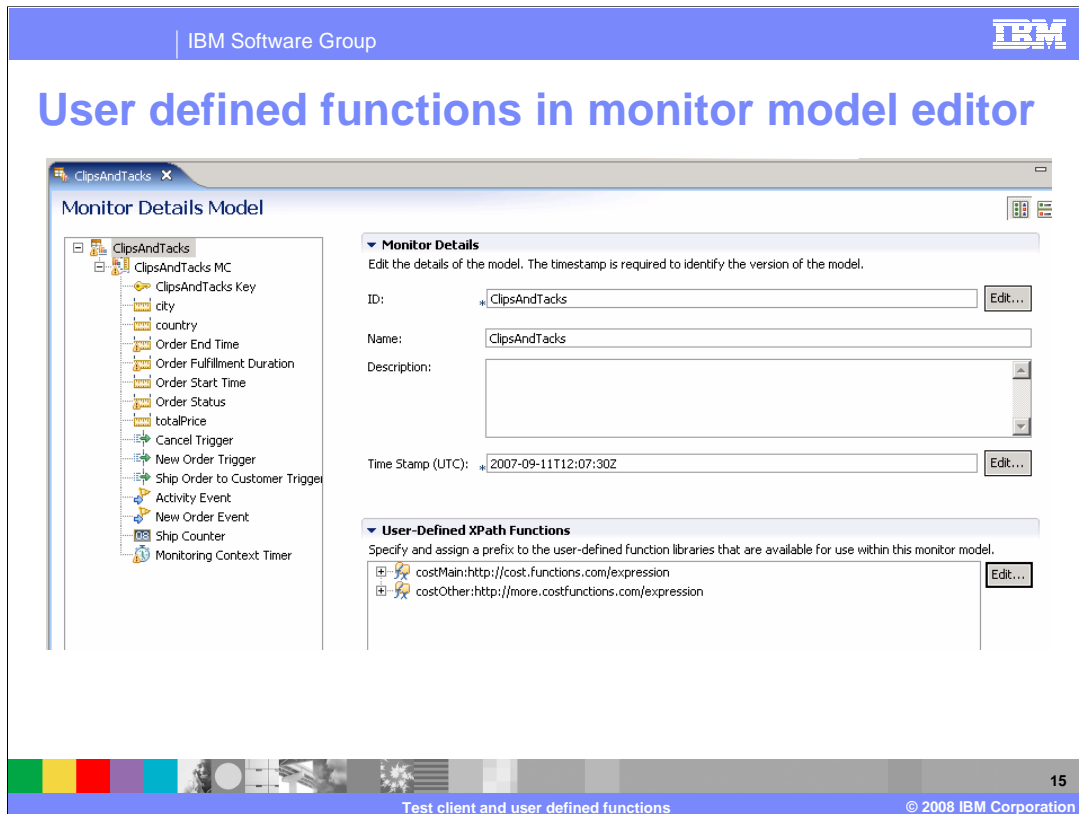 IBM Software Group
IBM
User defined functions in monitor model editor
ClipsAndTacks
Monitor Details Model
ClipsAndTacks
ClipsAndTacks MC
ClipsAndTacks Key
city
country
Order End Time
Order Fulfillment Duration
Order Start Time
Order Status
totalPrice
Cancel Trigger
New Order Trigger
Ship Order to Customer Trigger
Activity Event
New Order Event
Ship Counter
Monitoring Context Timer
Monitor Details
Edit the details of the model. The timestamp is required to identify the version of the model.
ID: * ClipsAndTacks Edit...
Name: ClipsAndTacks
Description:
Time Stamp (UTC): * 2007-09-11T12:07:30Z Edit...
User-Defined XPath Functions
Specify and assign a prefix to the user-defined function libraries that are available for use within this monitor model.
costMain:http://cost.functions.com/expression Edit...
costOther:http://more.costfunctions.com/expression
15
Test client and user defined functions © 2008 IBM Corporation